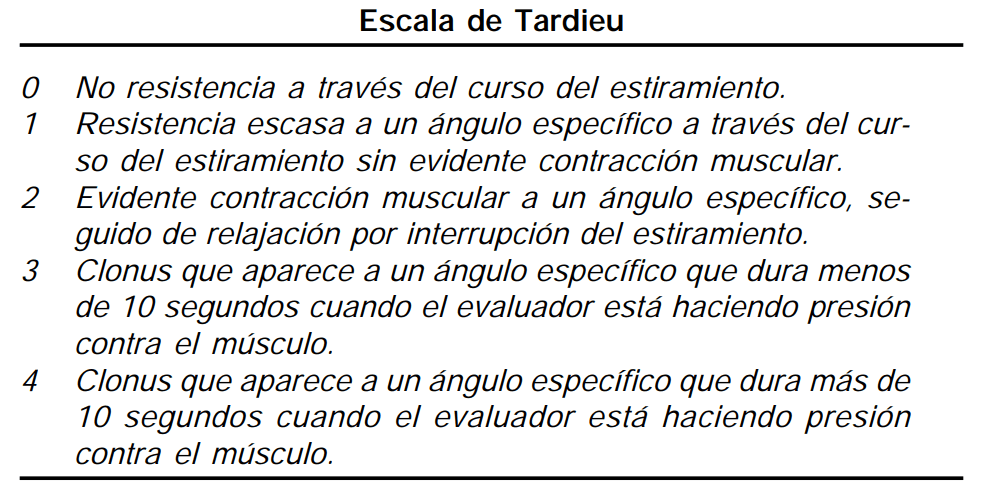 Escala de Tardieu
0 No resistencia a través del curso del estiramiento.
1 Resistencia escasa a un ángulo específico a través del cur-
so del estiramiento sin evidente contracción muscular.
2 Evidente contracción muscular a un ángulo específico, se-
guido de relajación por interrupción del estiramiento.
3 Clonus que aparece a un ángulo específico que dura menos
de 10 segundos cuando el evaluador está haciendo presión
contra el músculo.
4 Clonus que aparece a un ángulo específico que dura más de
10 segundos cuando el evaluador está haciendo presión
contra el músculo.